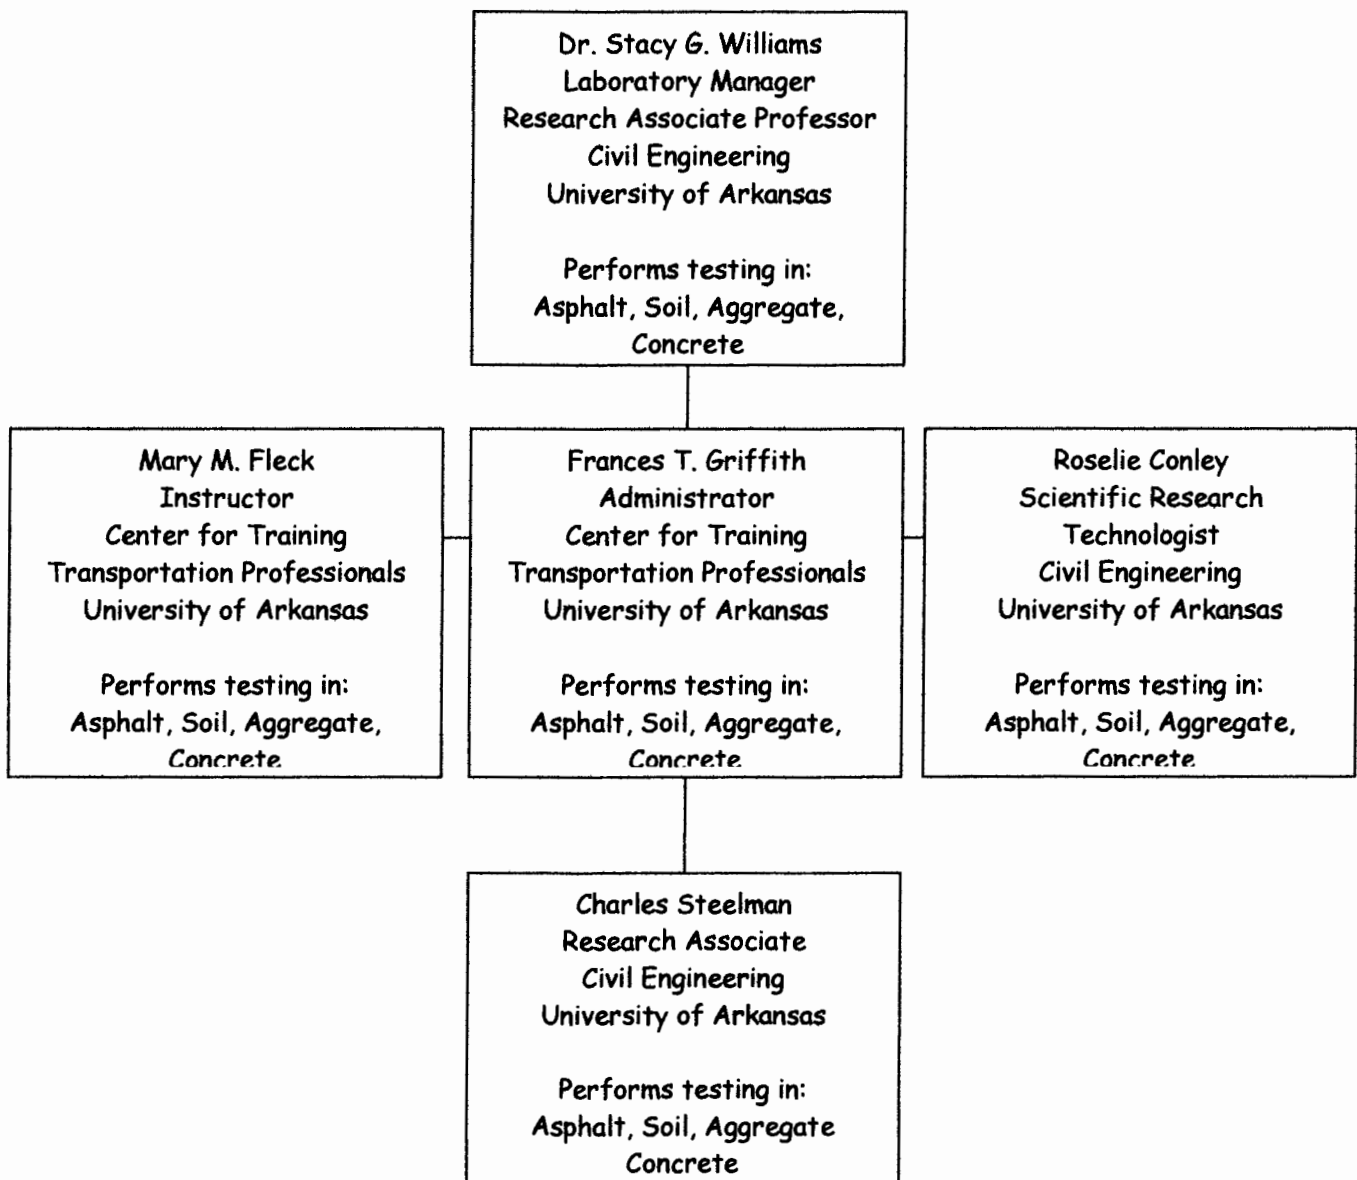 Dr. Stacy G. Williams
Laboratory Manager
Research Associate Professor
Civil Engineering
University of Arkansas
Performs testing in:
Asphalt, Soil, Aggregate,
Concrete
Mary M. Fleck
Instructor
Center for Training
Transportation Professionals
University of Arkansas
Performs testing in:
Asphalt, Soil, Aggregate,
Concrete
Frances T. Griffith
Administrator
Center for Training
Transportation Professionals
University of Arkansas
Performs testing in:
Asphalt, Soil, Aggregate,
Concrete
Roselie Conley
Scientific Research
Technologist
Civil Engineering
University of Arkansas
Performs testing in:
Asphalt, Soil, Aggregate,
Concrete
Charles Steelman
Research Associate
Civil Engineering
University of Arkansas
Performs testing in:
Asphalt, Soil, Aggregate
Concrete